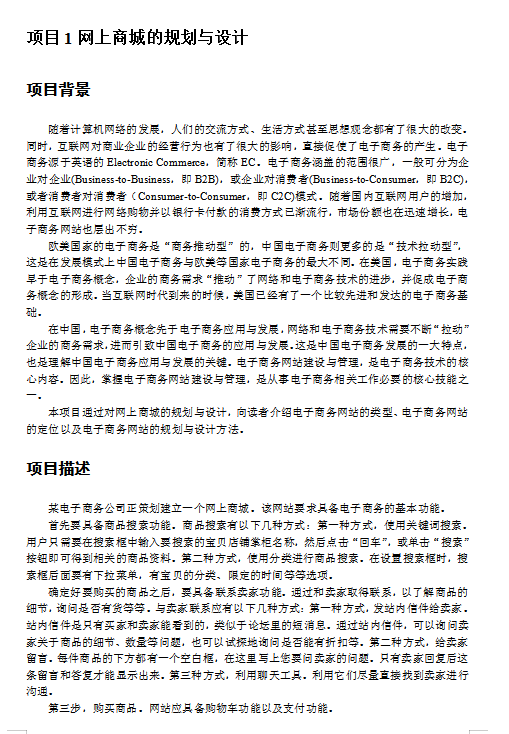 项目 1 网上商城的规划与设计
项目背景
随着计算机网络的发展，人们的交流方式、生活方式甚至思想观念都有了很大的改变。
同时，互联网对商业企业的经营行为也有了很大的影响，直接促使了电子商务的产生。电子
商务源于英语的 Electronic Commerce，简称 EC。电子商务涵盖的范围很广，一般可分为企
业对企业(Business-to-Business，即 B2B)，或企业对消费者(Business-to-Consumer，即 B2C)，
或者消费者对消费者（Consumer-to-Consumer，即 C2C)模式。随着国内互联网用户的增加，
利用互联网进行网络购物并以银行卡付款的消费方式已渐流行，市场份额也在迅速增长，电
子商务网站也层出不穷。
欧美国家的电子商务是“商务推动型”的，中国电子商务则更多的是“技术拉动型”，
这是在发展模式上中国电子商务与欧美等国家电子商务的最大不同。在美国，电子商务实践
早于电子商务概念，企业的商务需求“推动”了网络和电子商务技术的进步，并促成电子商
务概念的形成。当互联网时代到来的时候，美国已经有了一个比较先进和发达的电子商务基
础。
在中国，电子商务概念先于电子商务应用与发展，网络和电子商务技术需要不断“拉动”
企业的商务需求，进而引致中国电子商务的应用与发展。这是中国电子商务发展的一大特点，
也是理解中国电子商务应用与发展的关键。电子商务网站建设与管理，是电子商务技术的核
心内容。因此，掌握电子商务网站建设与管理，是从事电子商务相关工作必要的核心技能之
一。
本项目通过对网上商城的规划与设计，向读者介绍电子商务网站的类型、电子商务网站
的定位以及电子商务网站的规划与设计方法。
项目描述
某电子商务公司正策划建立一个网上商城。该网站要求具备电子商务的基本功能。
首先要具备商品搜索功能。商品搜索有以下几种方式：第一种方式，使用关键词搜索。
用户只需要在搜索框中输入要搜索的宝贝店铺掌柜名称，然后点击“回车”，或单击“搜索”
按钮即可得到相关的商品资料。第二种方式，使用分类进行商品搜索。在设置搜索框时，搜
索框后面要有下拉菜单，有宝贝的分类、限定的时间等等选项。
确定好要购买的商品之后，要具备联系卖家功能。通过和卖家取得联系，以了解商品的
细节，询问是否有货等等。与卖家联系应有以下几种方式：第一种方式，发站内信件给卖家。
站内信件是只有买家和卖家能看到的，类似于论坛里的短消息。通过站内信件，可以询问卖
家关于商品的细节、数量等问题，也可以试探地询问是否能有折扣等。第二种方式，给卖家
留言。每件商品的下方都有一个空白框，在这里写上您要问卖家的问题。只有卖家回复后这
条留言和答复才能显示出来。第三种方式，利用聊天工具。利用它们尽量直接找到卖家进行
沟通。
第三步，购买商品。网站应具备购物车功能以及支付功能。